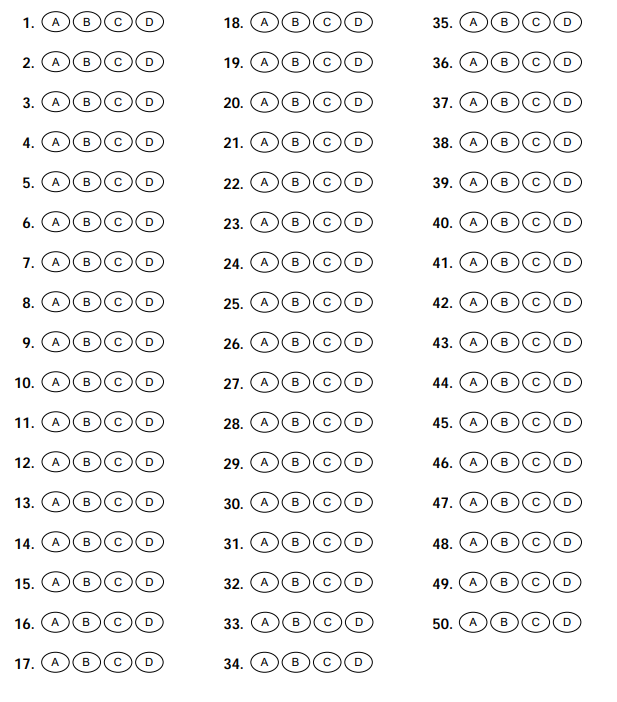 1. A B C D
2. A B C D
3. A B C D
4. A B C D
5. A B C D
6. A B C D
7. A B C D
8. A B C D
9. A B C D
10. A B C D
11. A B C D
12. A B C D
13. A B C D
14. A B C D
15. A B C D
16. A B C D
17. A B C D
18. A B C D
19. A B C D
20. A B C D
21. A B C D
22. A B C D
23. A B C D
24. A B C D
25. A B C D
26. A B C D
27. A B C D
28. A B C D
29. A B C D
30. A B C D
31. A B C D
32. A B C D
33. A B C D
34. A B C D
35. A B C D
36. A B C D
37. A B C D
38. A B C D
39. A B C D
40. A B C D
41. A B C D
42. A B C D
43. A B C D
44. A B C D
45. A B C D
46. A B C D
47. A B C D
48. A B C D
49. A B C D
50. A B C D